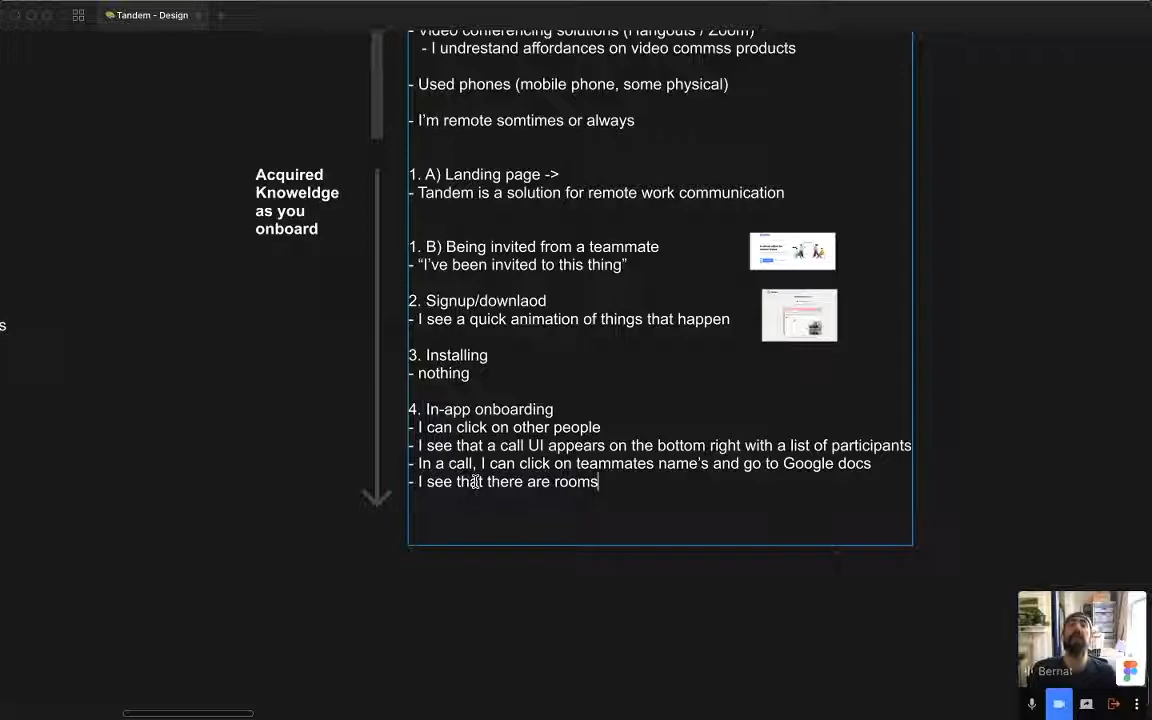 Tandem - Design
- Video conferencing solutions (Hangouts / Zoom)
- I undrestand affordances on video commss products
- Used phones (mobile phone, some physical)
- I'm remote somtimes or always
Acquired
Knoweldge
as you
onboard
1. A) Landing page ->
- Tandem is a solution for remote work communication
1. B) Being invited from a teammate
- “I've been invited to this thing”
2. Signup/downlaod
- I see a quick animation of things that happen
3. Installing
- nothing
4. In-app onboarding
- I can click on other people
- I see that a call UI appears on the bottom right with a list of participants
- In a call, I can click on teammates name's and go to Google docs
- I see that there are rooms
s
Bernat